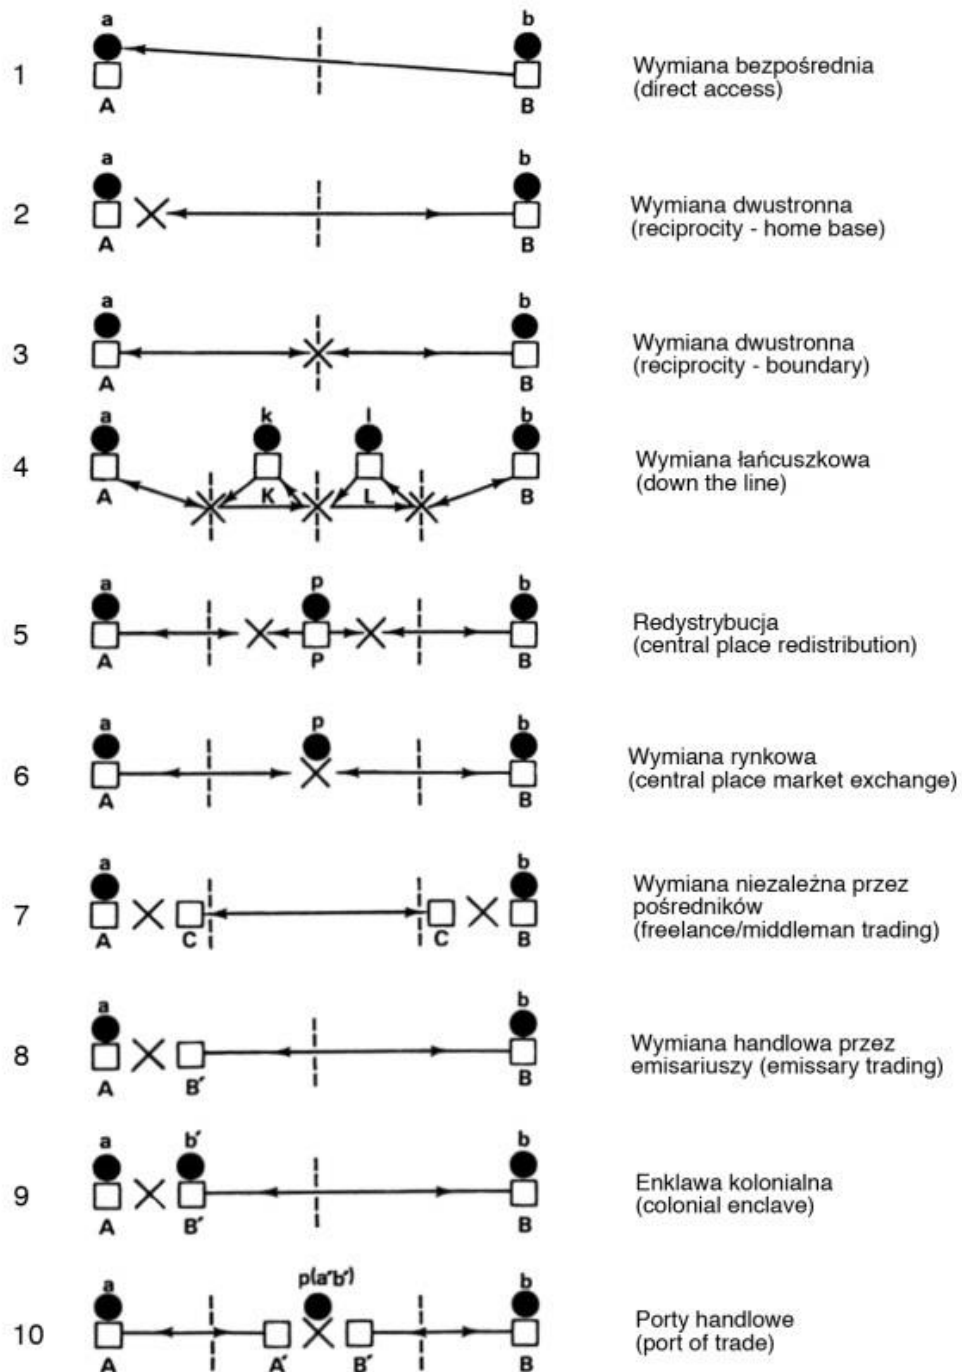 a b
1 Wymiana bezpośrednia
(direct access)
A B
a b
2 Wymiana dwustronna
(reciprocity - home base)
A B
a b
3 Wymiana dwustronna
(reciprocity - boundary)
A B
a k l b
4 Wymiana łańcuszkowa
(down the line)
A K L B
a p b
5 Redystrybucja
(central place redistribution)
A P B
a p b
6 Wymiana rynkowa
(central place market exchange)
A B
a b
7 Wymiana niezależna przez
pośredników
(freelance/middleman trading)
A C C B
a b
8 Wymiana handlowa przez
emisariuszy (emissary trading)
A B' B
a b' b
9 Enklawa kolonialna
(colonial enclave)
A B' B
a p(a'b') b
10 Porty handlowe
(port of trade)
A A' B' B